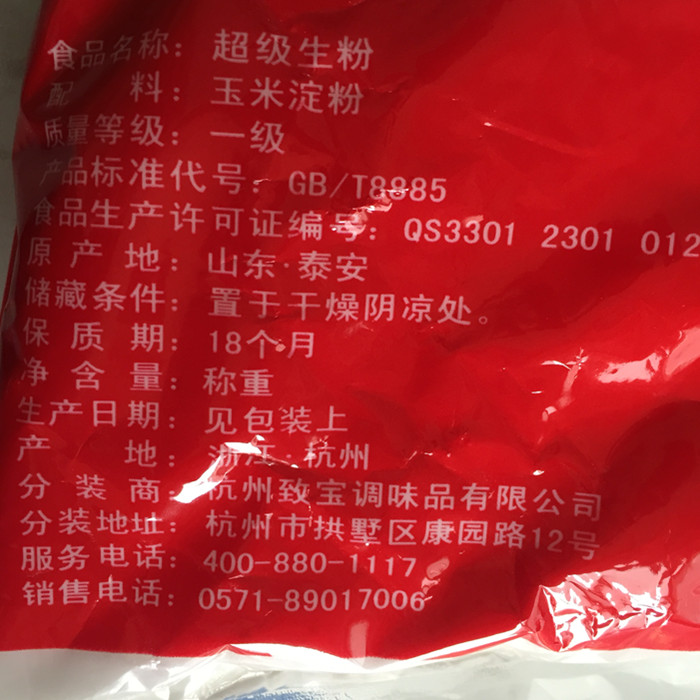 食品名称：超级生粉
配 料：玉米淀粉
质量等级：一级
产品标准代号：GB/T8885
食品生产许可证编号：QS3301 2301 012
原产地：山东·泰安
储藏条件：置于干燥阴凉处。
保质期：18个月
净含量：称重
生产日期：见包装上
产 地：浙江·杭州
分装商：杭州致宝调味品有限公司
分装地址：杭州市拱墅区康园路12号
服务电话：400-880-1117
销售电话：0571-89017006